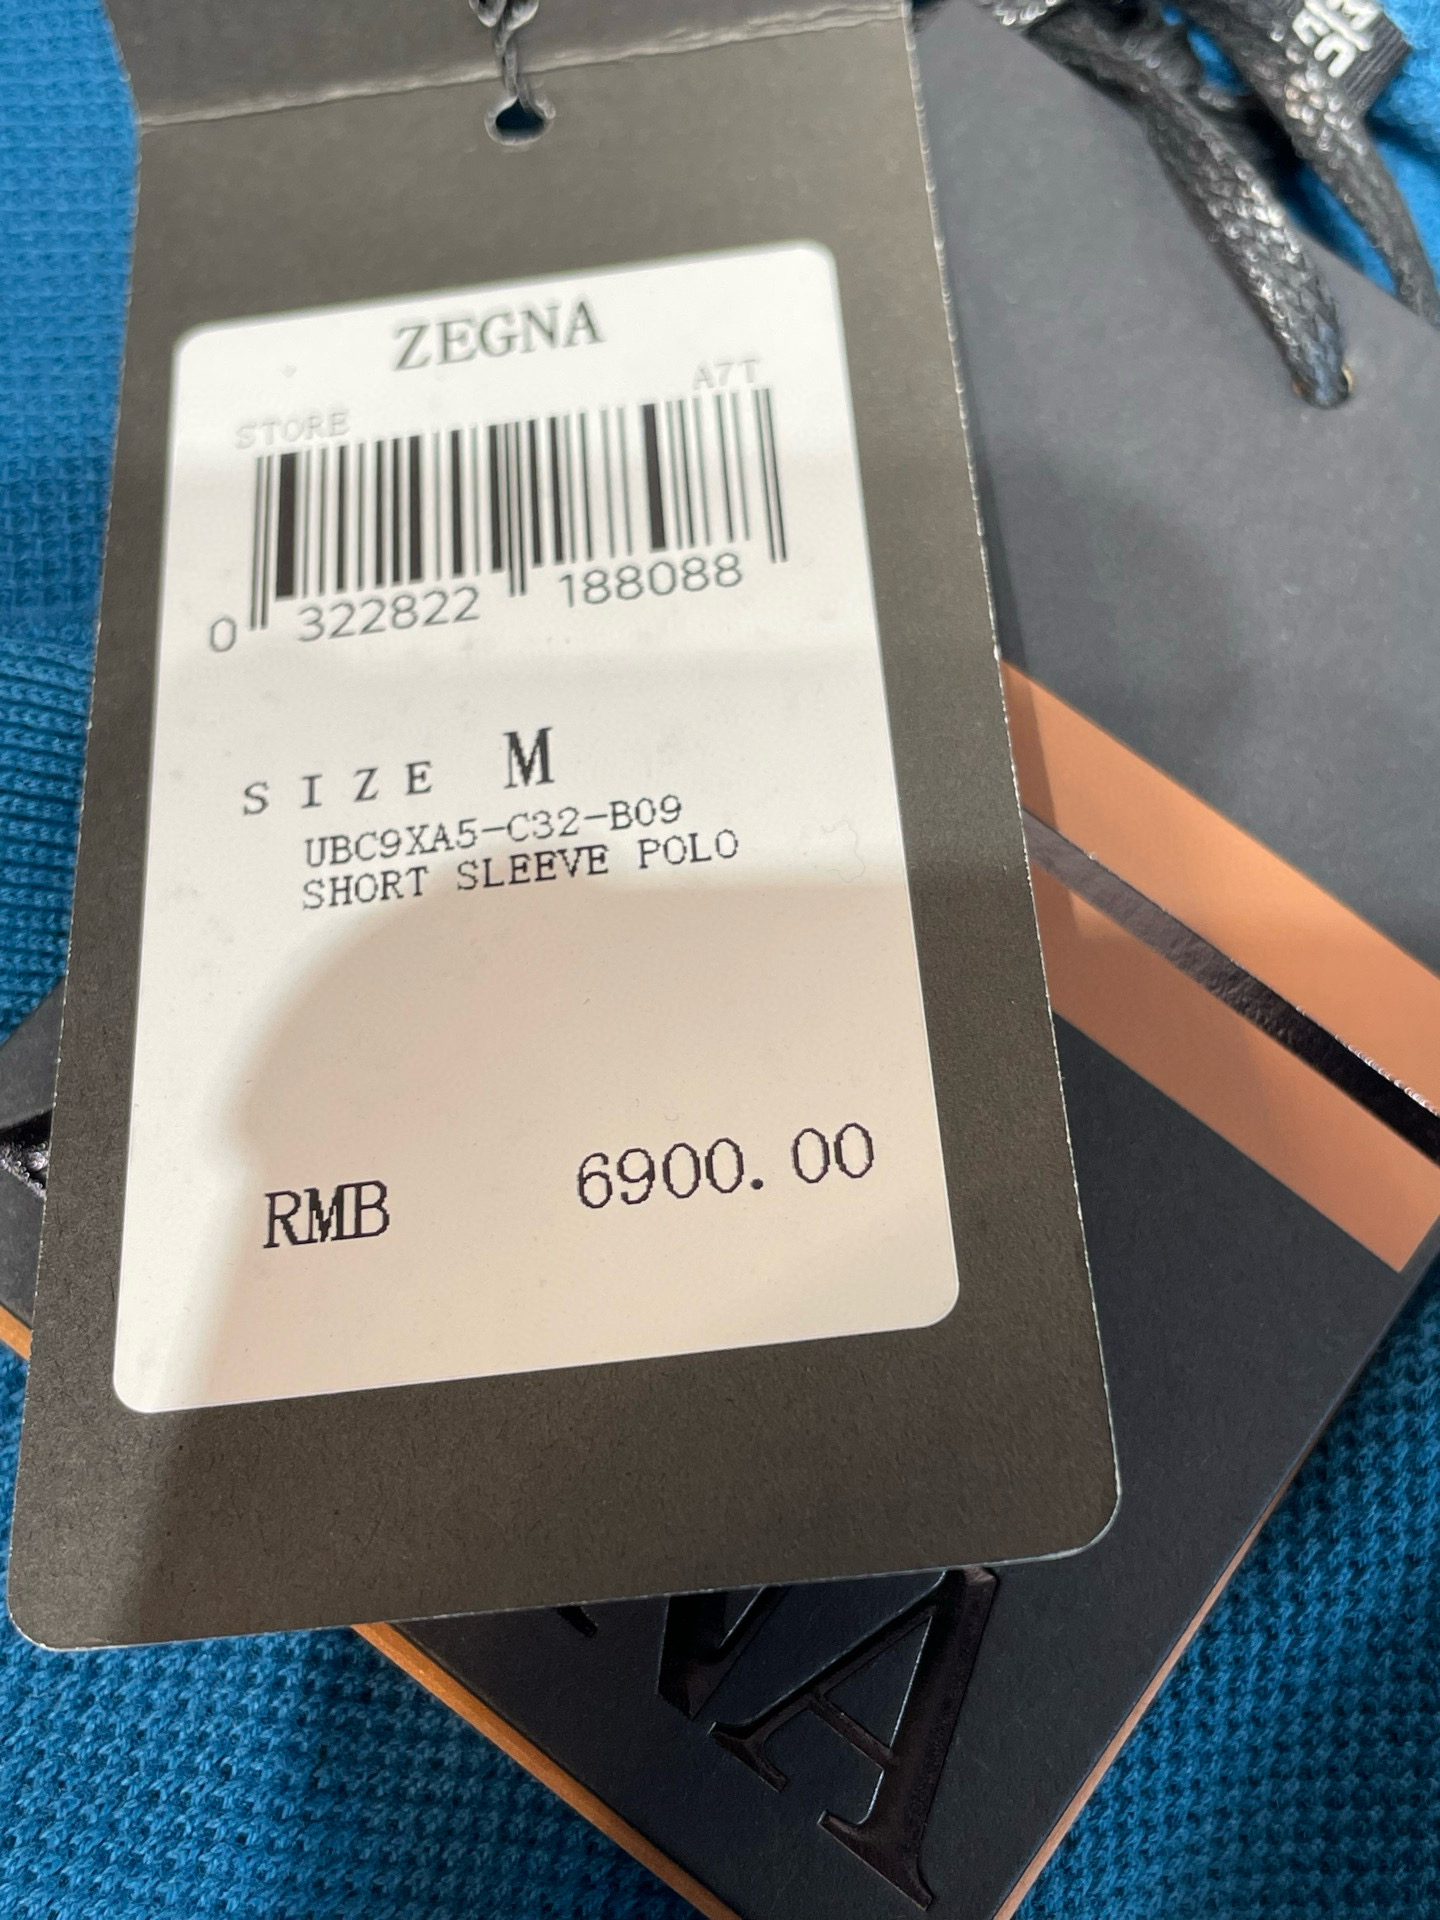 ZEGNA
STORE A7T
0 322822 188088
SIZE M
UBC9XA5-C32-B09
SHORT SLEEVE POLO
RMB 6900.00